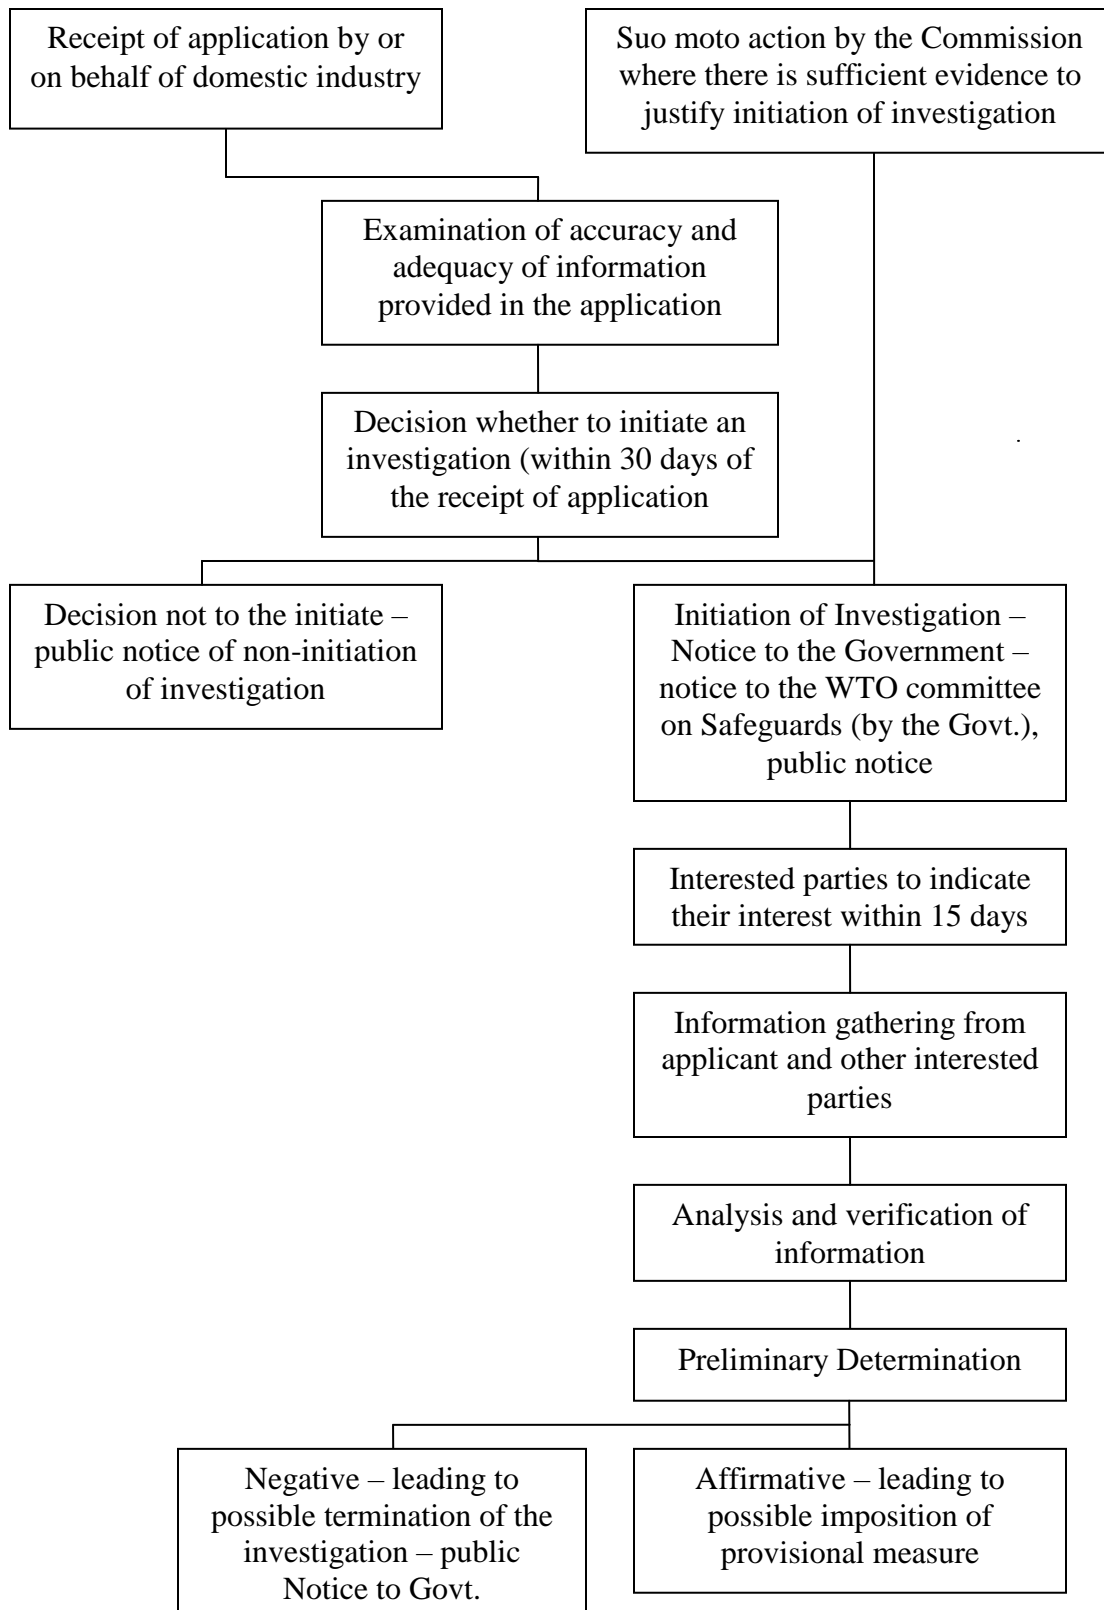 Receipt of application by or
on behalf of domestic industry
Suo moto action by the Commission
where there is sufficient evidence to
justify initiation of investigation
Examination of accuracy and
adequacy of information
provided in the application
Decision whether to initiate an
investigation (within 30 days of
the receipt of application
Decision not to the initiate –
public notice of non-initiation
of investigation
Initiation of Investigation –
Notice to the Government –
notice to the WTO committee
on Safeguards (by the Govt.),
public notice
Interested parties to indicate
their interest within 15 days
Information gathering from
applicant and other interested
parties
Analysis and verification of
information
Preliminary Determination
Negative – leading to
possible termination of the
investigation – public
Notice to Govt.
Affirmative – leading to
possible imposition of
provisional measure